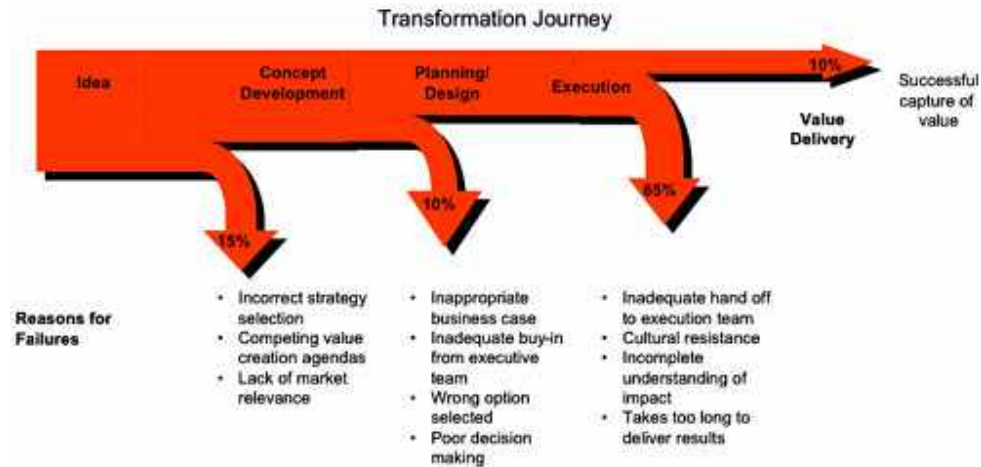 Transformation Journey
Idea
Concept
Development
Planning/
Design
Execution
10%
Successful
capture of
value
Value
Delivery
15%
10%
65%
Reasons for
Failures
• Incorrect strategy
selection
• Competing value
creation agendas
• Lack of market
relevance
• Inappropriate
business case
• Inadequate buy-in
from executive
team
• Wrong option
selected
• Poor decision
making
• Inadequate hand off
to execution team
• Cultural resistance
• Incomplete
understanding of
impact
• Takes too long to
deliver results